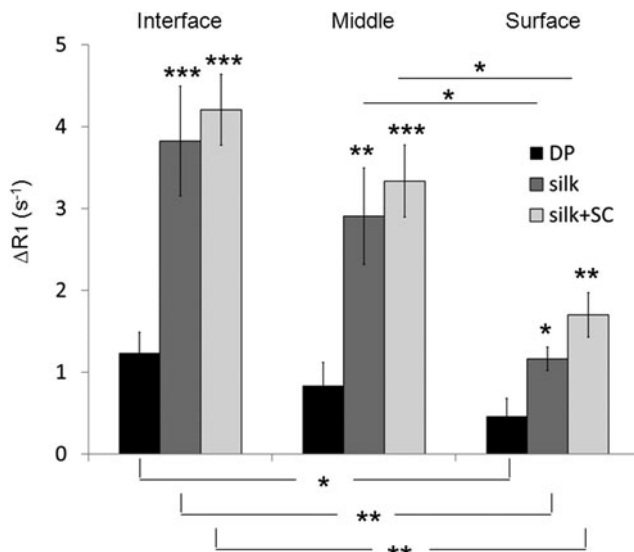 Interface Middle Surface
5
*** *** *
*
4
** ***
DP
silk
silk+SC
3
ΔR1 (s-1)
2
* **
1
0
*
**
**